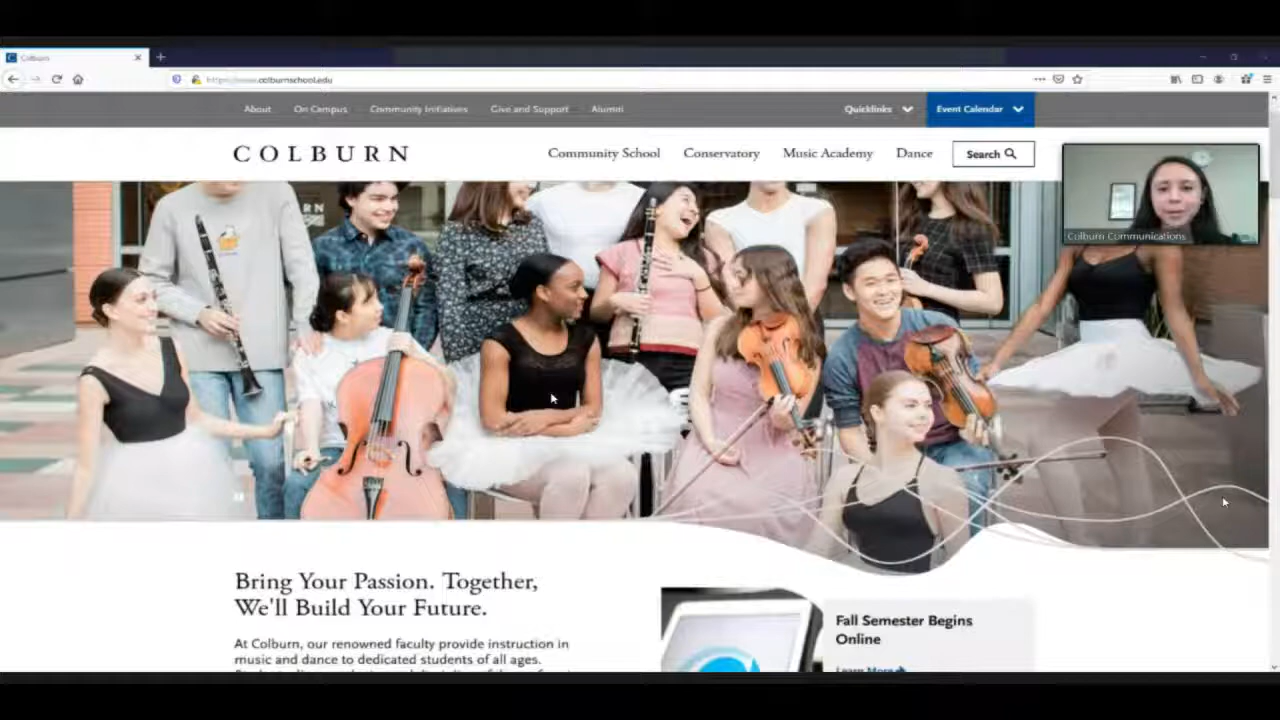 Colburn
https://www.colburnschool.edu
About On Campus Community Initiatives Give and Support Alumni Quicklinks Event Calendar
COLBURN Community School Conservatory Music Academy Dance Search
Colburn Communications
Bring Your Passion. Together,
We'll Build Your Future.
At Colburn, our renowned faculty provide instruction in
music and dance to dedicated students of all ages.
Fall Semester Begins
Online
Learn More